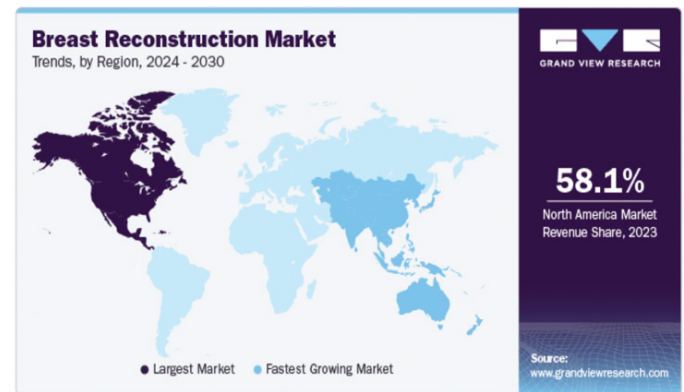 Breast Reconstruction Market
Trends, by Region, 2024 - 2030
GRAND VIEW RESEARCH
58.1%
North America Market
Revenue Share, 2023
Largest Market
Fastest Growing Market
Source:
www.grandviewresearch.com